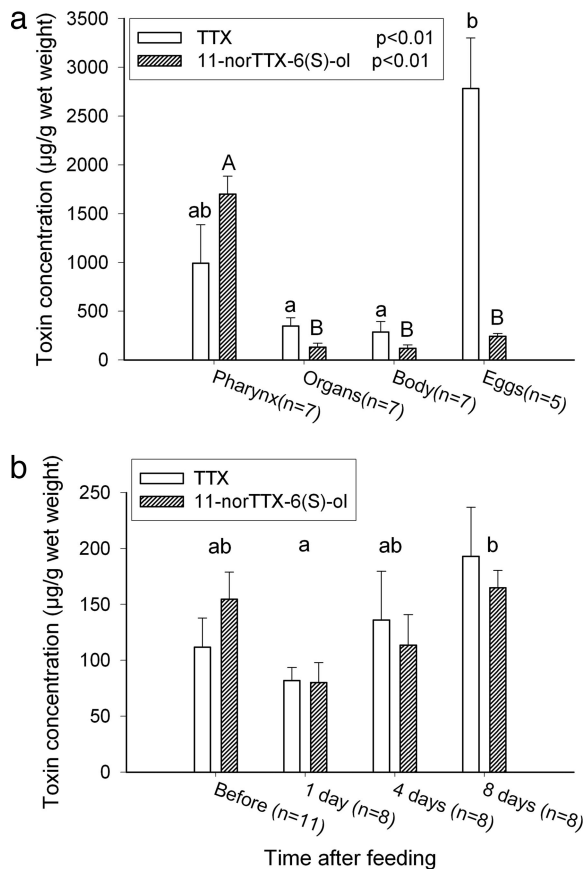 a
TTX p<0.01
11-norTTX-6(S)-ol p<0.01
Toxin concentration (µg/g wet weight)
3500
3000
2500
2000
1500
1000
500
0
ab
A
a
B
a
B
b
B
Pharynx(n=7)
Organs(n=7)
Body(n=7)
Eggs(n=5)
b
TTX
11-norTTX-6(S)-ol
Toxin concentration (µg/g wet weight)
250
200
150
100
50
0
ab
a
ab
b
Before (n=11)
1 day (n=8)
4 days (n=8)
8 days (n=8)
Time after feeding